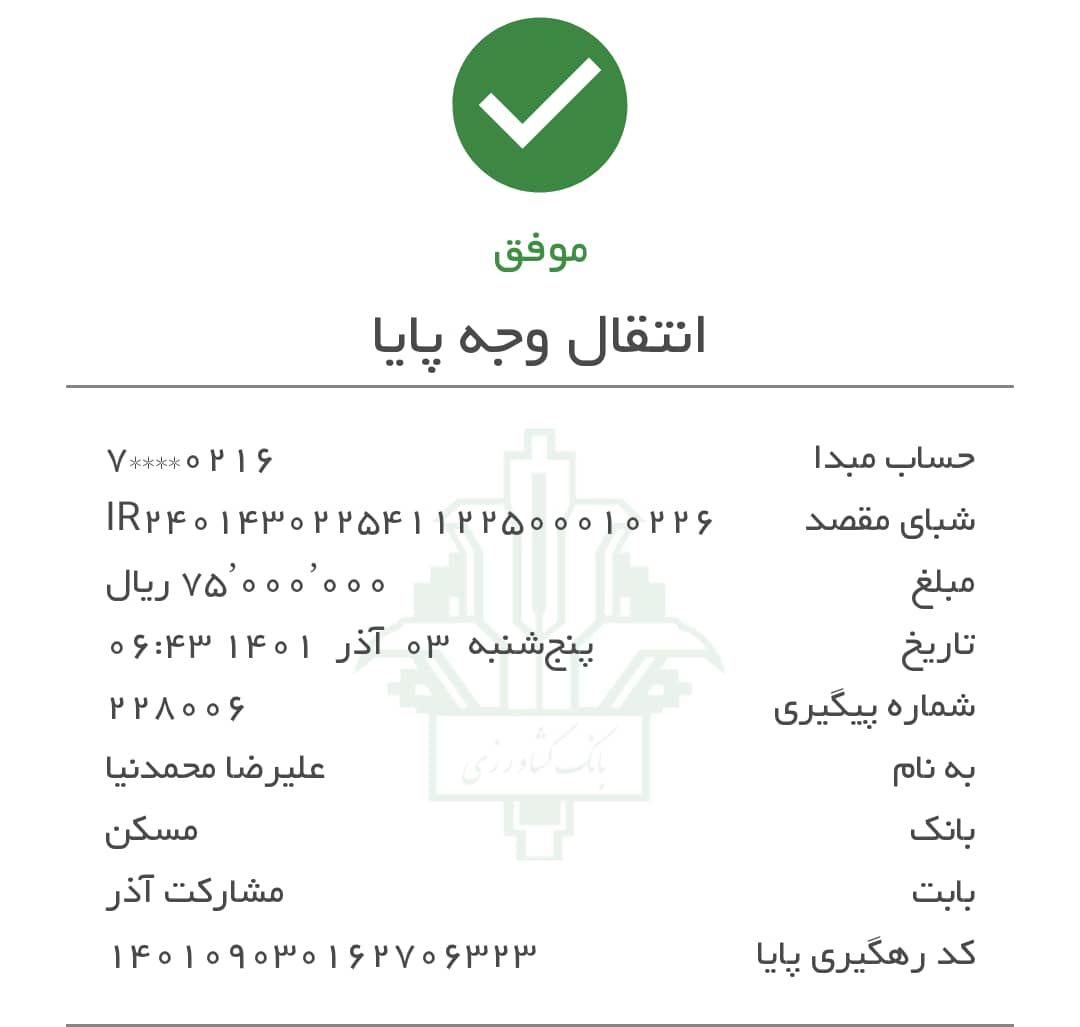 موفق
انتقال وجه پایا
حساب مبدا ۷****۰۲۱۶
شبای مقصد IR۲۴۰۱۴۳۰۲۲۵۴۱۱۲۲۵۰۰۰۱۰۲۲۶
مبلغ ۷۵٬۰۰۰٬۰۰۰ ریال
تاریخ پنج‌شنبه ۰۳ آذر ۱۴۰۱ ۰۶:۴۳
شماره پیگیری ۲۲۸۰۰۶
به نام علیرضا محمدنیا
بانک کشاورزی
بانک مسکن
بابت مشارکت آذر
کد رهگیری پایا ۱۴۰۱۰۹۰۳۰۱۶۲۷۰۶۳۲۳